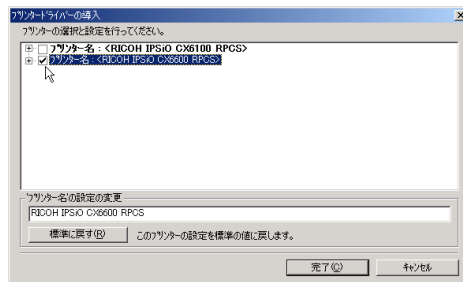 プリンタードライバーの導入
プリンターの選択と設定を行ってください。
プリンター名 : <RICOH IPSiO CX6100 RPCS>
プリンター名 : <RICOH IPSiO CX6600 RPCS>
'プリンター名'の設定の変更
RICOH IPSiO CX6600 RPCS
標準に戻す(R)
このプリンターの設定を標準の値に戻します。
完了(C)
キャンセル